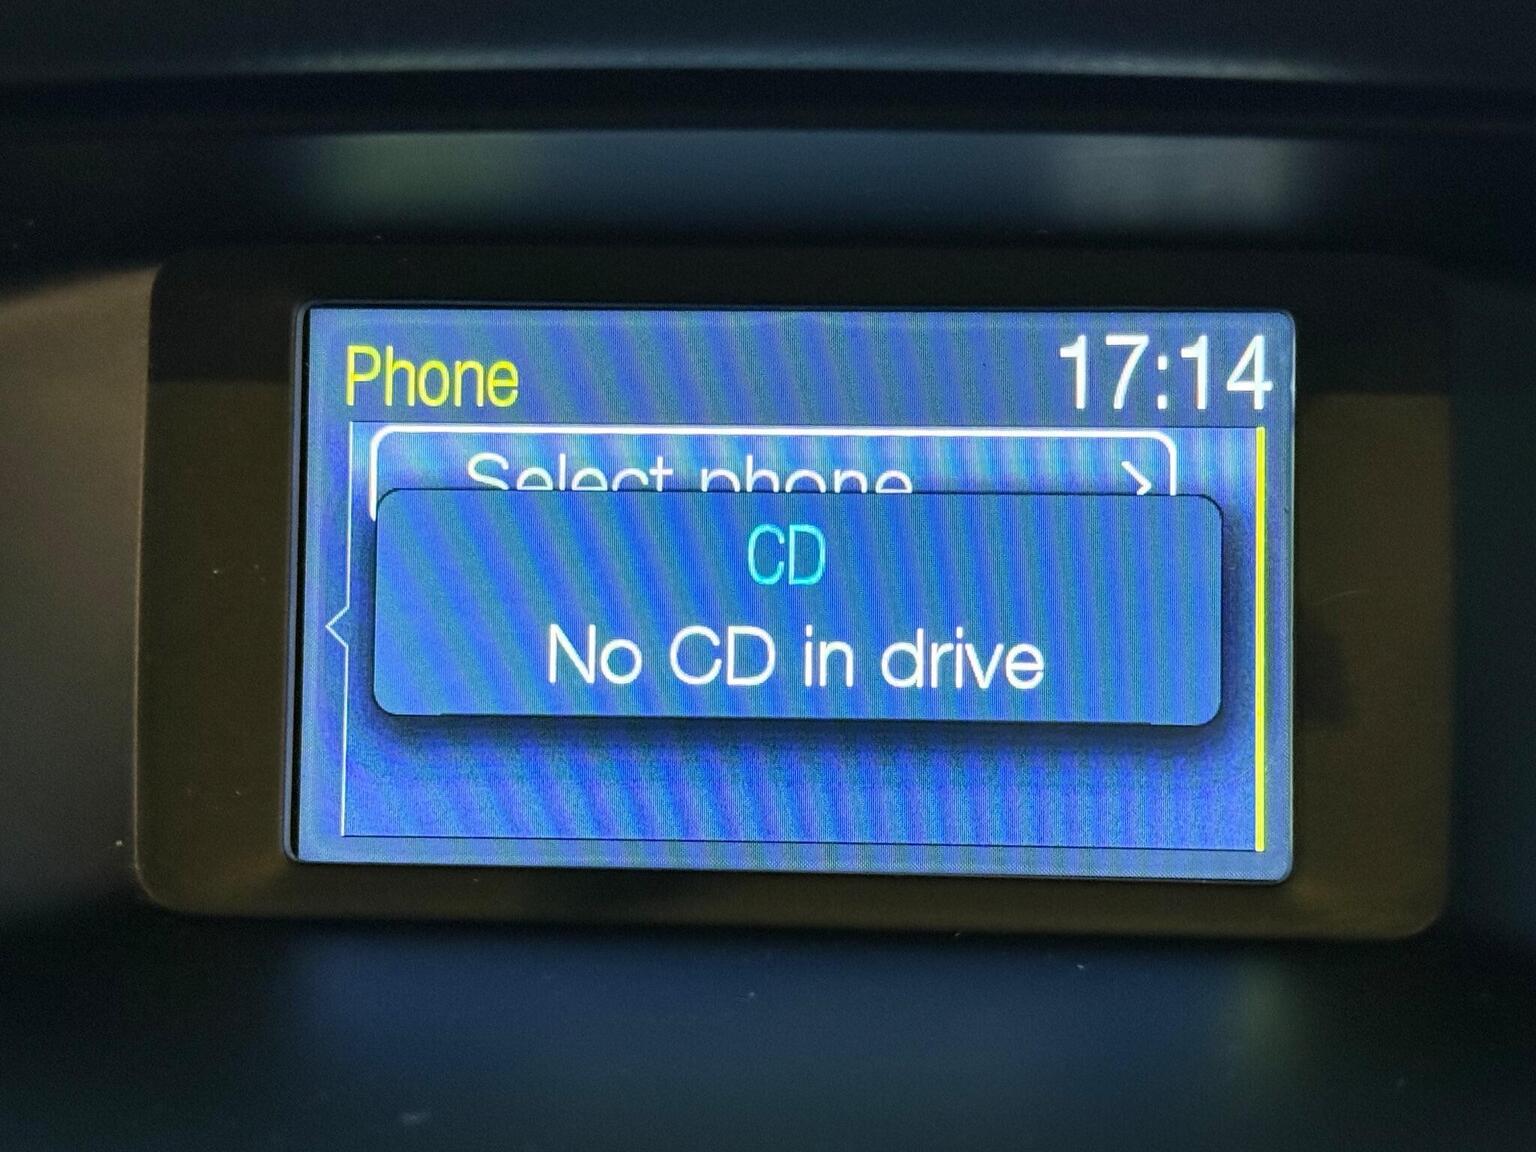 Phone
17:14
Select phone
CD
No CD in drive